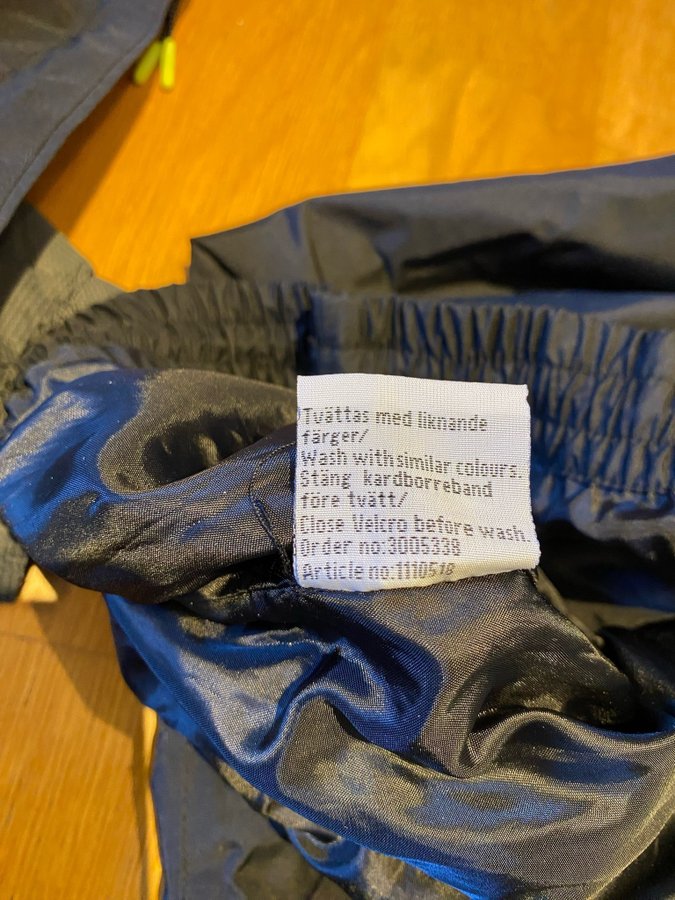 Tvättas med liknande
färger/
Wash with similar colours.
Stäng kardborreband
före tvätt/
Close Velcro before wash.
Order no:3005338
Article no:1110518